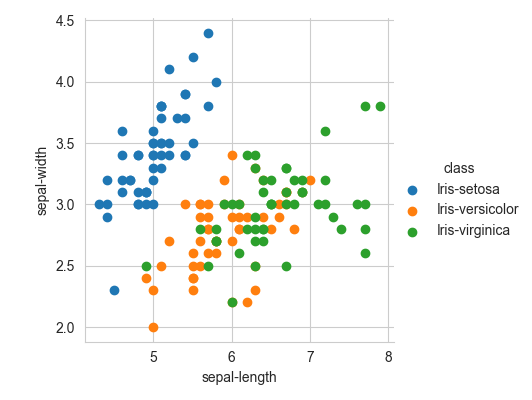 4.5
4.0
3.5
3.0
2.5
2.0
sepal-width
5 6 7 8
sepal-length
class
Iris-setosa
Iris-versicolor
Iris-virginica